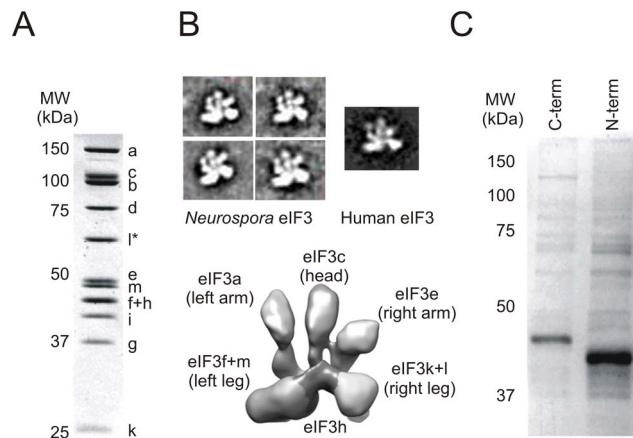 A
MW
(kDa)
150
100
75
50
37
25
a
c
b
d
l*
e
m
f+h
i
g
k
B
Neurospora eIF3
Human eIF3
eIF3c
(head)
eIF3a
(left arm)
eIF3e
(right arm)
eIF3f+m
(left leg)
eIF3k+l
(right leg)
eIF3h
C
C-term
N-term
MW
(kDa)
150
100
75
50
37